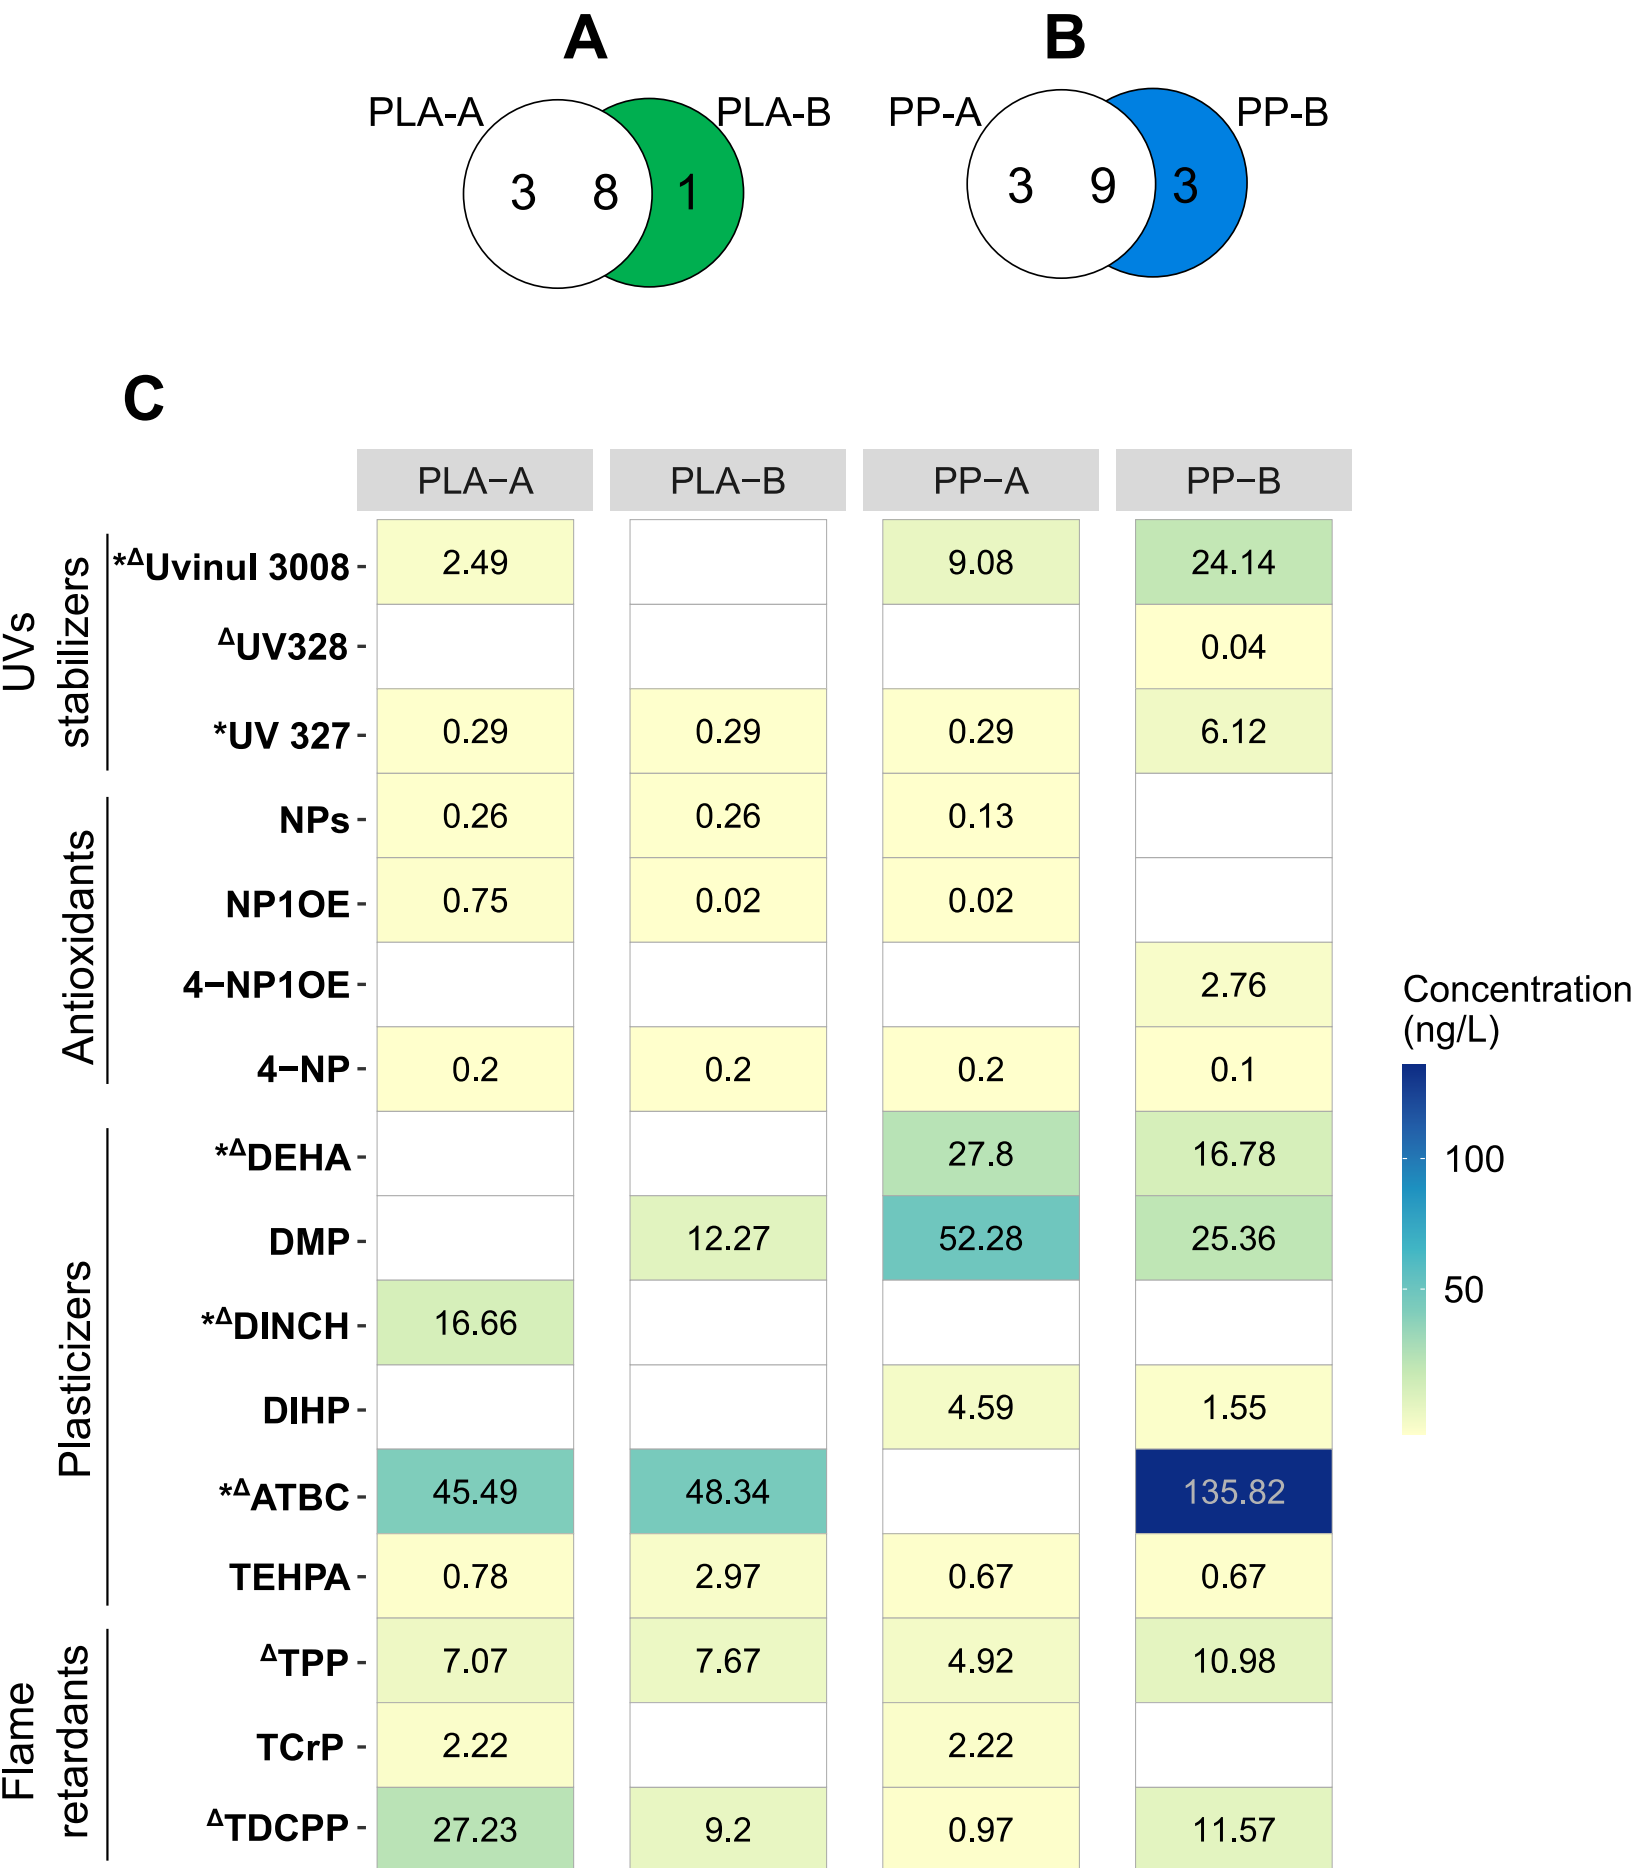 A
B
PLA-A
PLA-B
PP-A
PP-B
3 8 1
3 9 3
C
PLA−A PLA−B PP−A PP−B
UVs
stabilizers
*ΔUvinul 3008 2.49 9.08 24.14
ΔUV328 0.04
*UV 327 0.29 0.29 0.29 6.12
Antioxidants
NPs 0.26 0.26 0.13
NP1OE 0.75 0.02 0.02
4−NP1OE 2.76
4−NP 0.2 0.2 0.2 0.1
Plasticizers
*ΔDEHA 27.8 16.78
DMP 12.27 52.28 25.36
*ΔDINCH 16.66
DIHP 4.59 1.55
*ΔATBC 45.49 48.34 135.82
TEHPA 0.78 2.97 0.67 0.67
Flame
retardants
ΔTPP 7.07 7.67 4.92 10.98
TCrP 2.22 2.22
ΔTDCPP 27.23 9.2 0.97 11.57
Concentration
(ng/L)
100
50